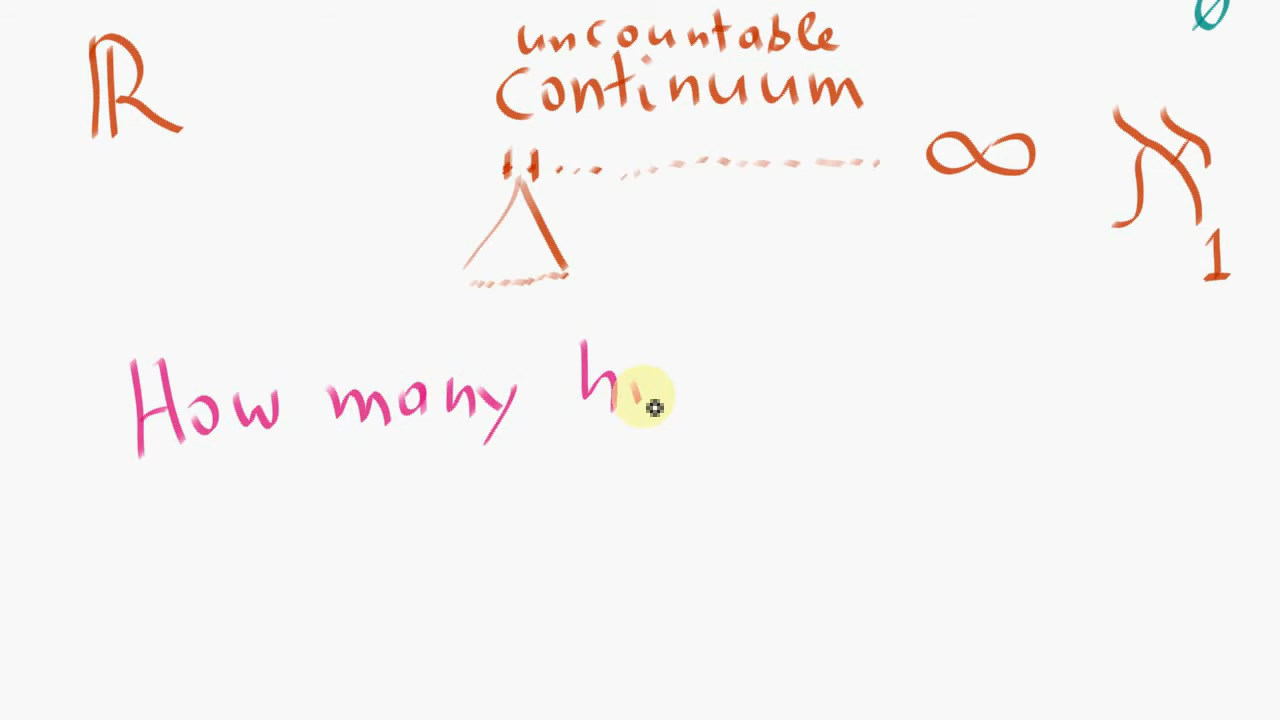 uncountable
ℝ continuum
∞ ℵ1
How many h